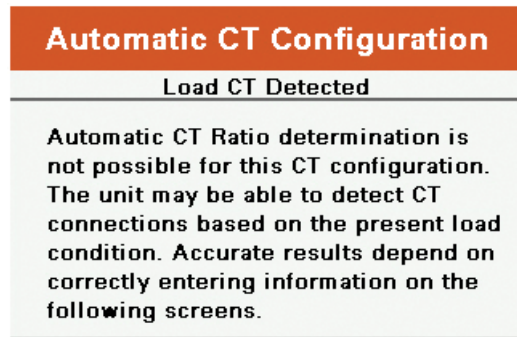 Automatic CT Configuration
Load CT Detected
Automatic CT Ratio determination is
not possible for this CT configuration.
The unit may be able to detect CT
connections based on the present load
condition. Accurate results depend on
correctly entering information on the
following screens.